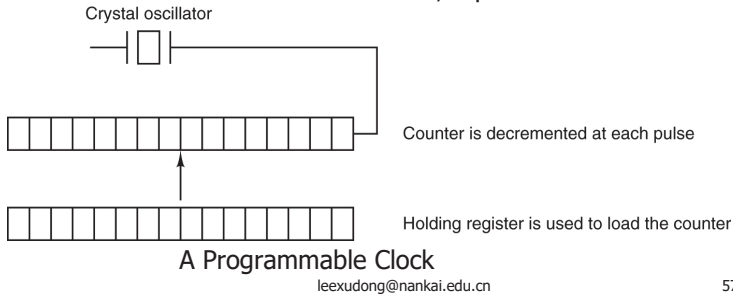 Crystal oscillator
Counter is decremented at each pulse
Holding register is used to load the counter
A Programmable Clock
leexudong@nankai.edu.cn
57